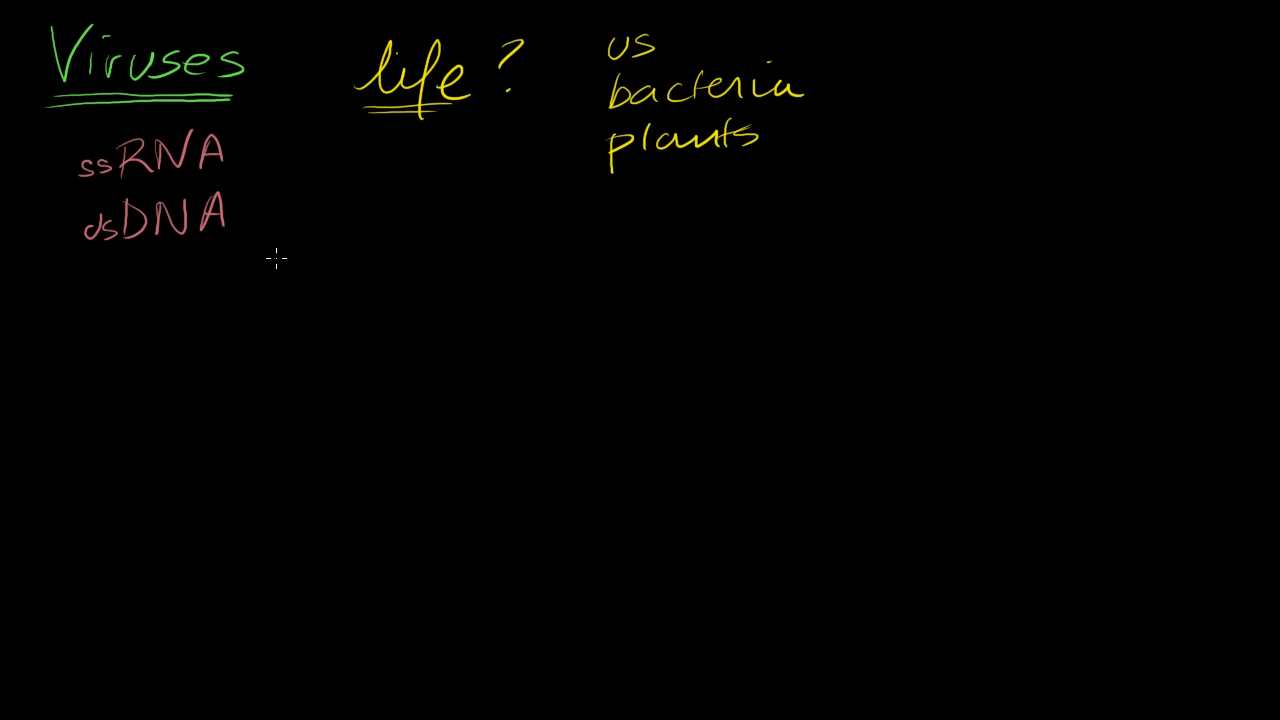 Viruses
life?
us
bacteria
plants
ssRNA
dsDNA